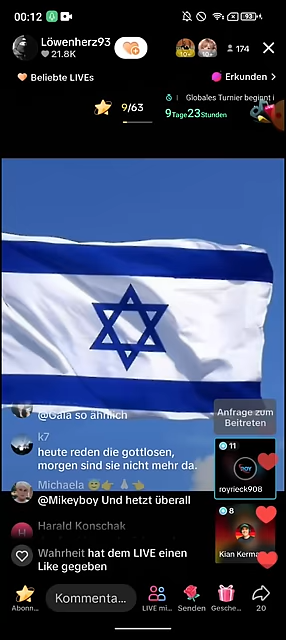 00:12
93
Löwenherz93
21.8K
10+
10+
174
Beliebte LIVEs
Erkunden >
9/63
Globales Turnier beginnt i
9Tage23Stunden
@Gala so ähnlich
k7
heute reden die gottlosen,
morgen sind sie nicht mehr da.
Michaela
@Mikeyboy Und hetzt überall
Harald Konschak
Wahrheit hat dem LIVE einen
Like gegeben
Anfrage zum
Beitreten
11
royrieck908
8
Kian Kerma
Abonn...
Kommenta...
LIVE mi...
Senden
Gesche...
20